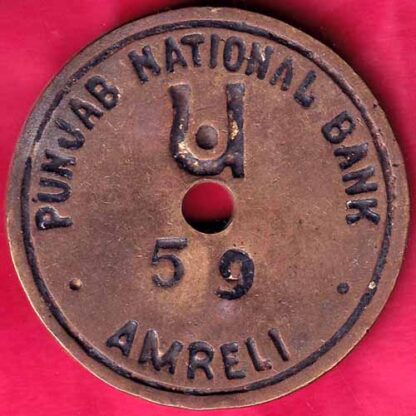 PUNJAB NATIONAL BANK
59
AMRELI